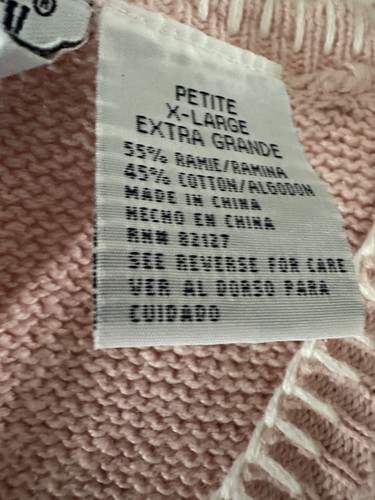 PETITE
X-LARGE
EXTRA GRANDE
55% RAMIE/RAMINA
45% COTTON/ALGODON
MADE IN CHINA
HECHO EN CHINA
RN# 82137
SEE REVERSE FOR CARE
VER AL DORSO PARA
CUIDADO